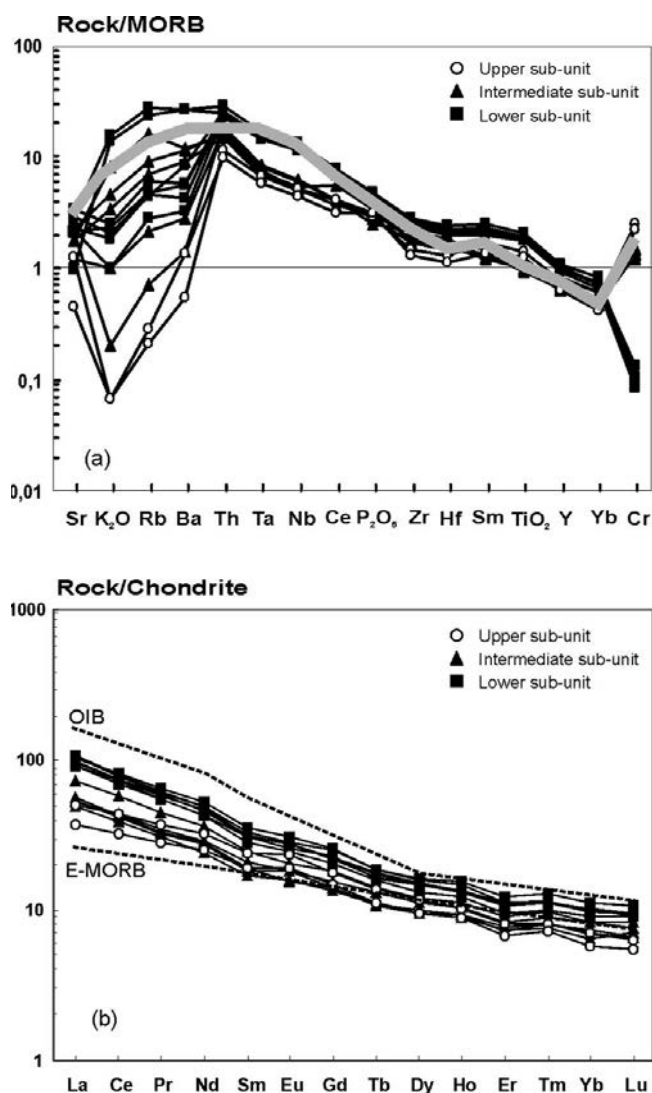 Rock/MORB
100
10
1
0,1
0,01
Upper sub-unit
Intermediate sub-unit
Lower sub-unit
(a)
Sr K₂O Rb Ba Th Ta Nb Ce P₂O₅ Zr Hf Sm TiO₂ Y Yb Cr
Rock/Chondrite
1000
100
10
1
Upper sub-unit
Intermediate sub-unit
Lower sub-unit
OIB
E-MORB
(b)
La Ce Pr Nd Sm Eu Gd Tb Dy Ho Er Tm Yb Lu